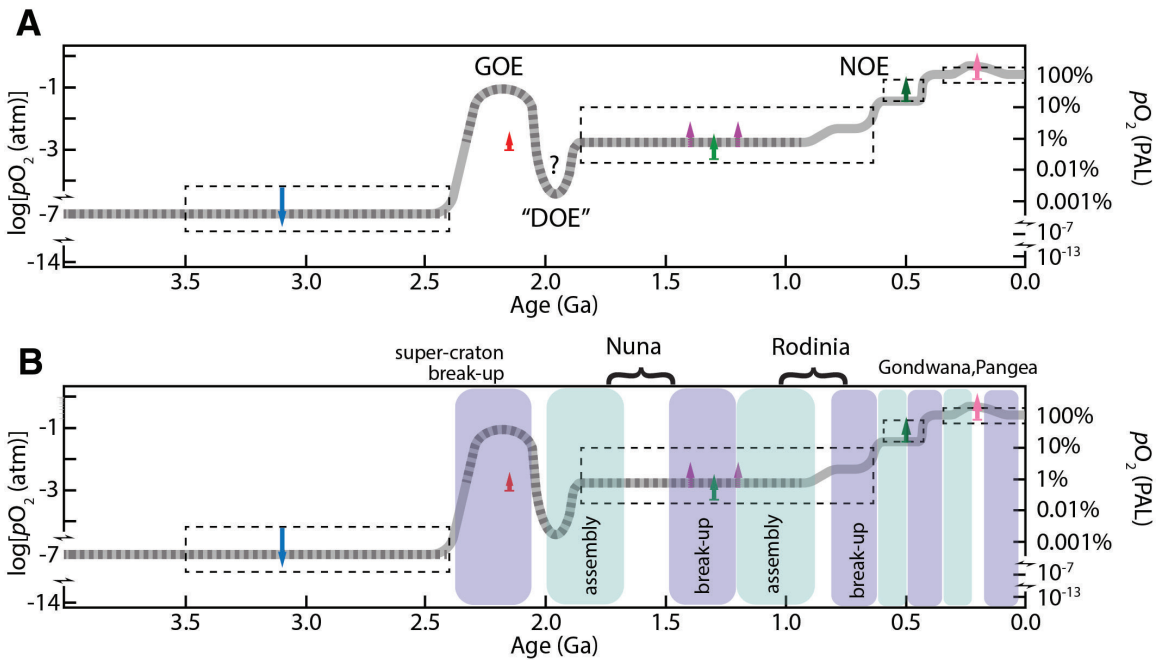 A
GOE
NOE
?
"DOE"
log[pO2 (atm)]
-1
-3
-7
-14
pO2 (PAL)
100%
10%
1%
0.01%
0.001%
10-7
10-13
3.5 3.0 2.5 2.0 1.5 1.0 0.5 0.0
Age (Ga)
B
super-craton
break-up
Nuna
Rodinia
Gondwana,Pangea
assembly
break-up
assembly
break-up
log[pO2 (atm)]
-1
-3
-7
-14
pO2 (PAL)
100%
10%
1%
0.01%
0.001%
10-7
10-13
3.5 3.0 2.5 2.0 1.5 1.0 0.5 0.0
Age (Ga)